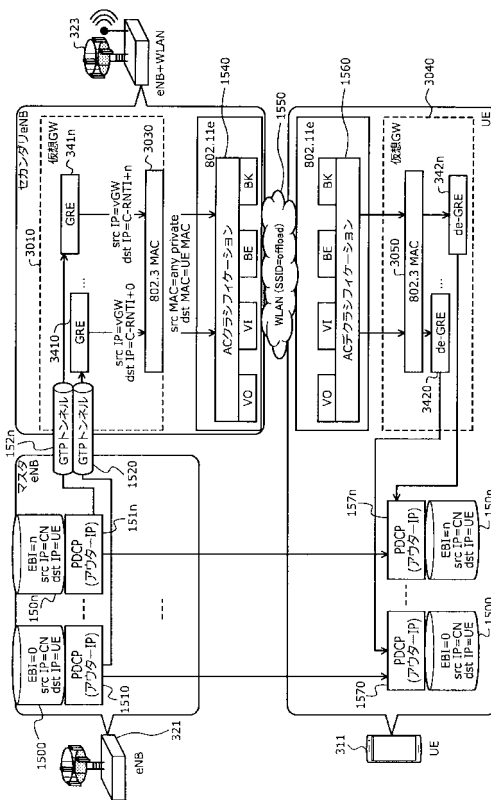 マスタ
eNB
1500
EBI=0
src IP=CN
dst IP=UE
PDCP
(アウターIP)
1510
150n
EBI=n
src IP=CN
dst IP=UE
PDCP
(アウターIP)
151n
152n
GTPトンネル
GTPトンネル
1520
321
eNB
セカンダリeNB
3010
仮想GW
3410
GRE
341n
GRE
src IP=vGW
dst IP=C-RNTI+0
src IP=vGW
dst IP=C-RNTI+n
802.3 MAC
3030
src MAC=any private
dst MAC=UE MAC
802.11e
1540
ACクラシフィケーション
VO
VI
BE
BK
323
eNB+WLAN
WLAN (SSID=offload)
1550
802.11e
VO
VI
BE
BK
ACデクラシフィケーション
1560
仮想GW
3040
3050
802.3 MAC
3420
de-GRE
de-GRE
342n
UE
1570
PDCP
(アウターIP)
EBI=0
src IP=CN
dst IP=UE
1500
157n
PDCP
(アウターIP)
EBI=n
src IP=CN
dst IP=UE
150n
311
UE